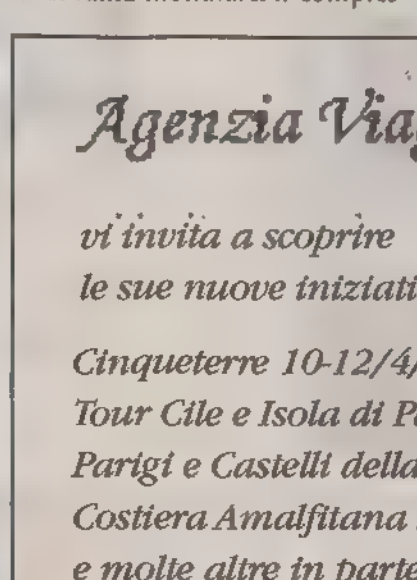 Agenzia Via
vi invita a scoprire
le sue nuove iniziati
Cinqueterre 10-12/4/
Tour Cile e Isola di P
Parigi e Castelli della
Costiera Amalfitana
e molte altre in parte